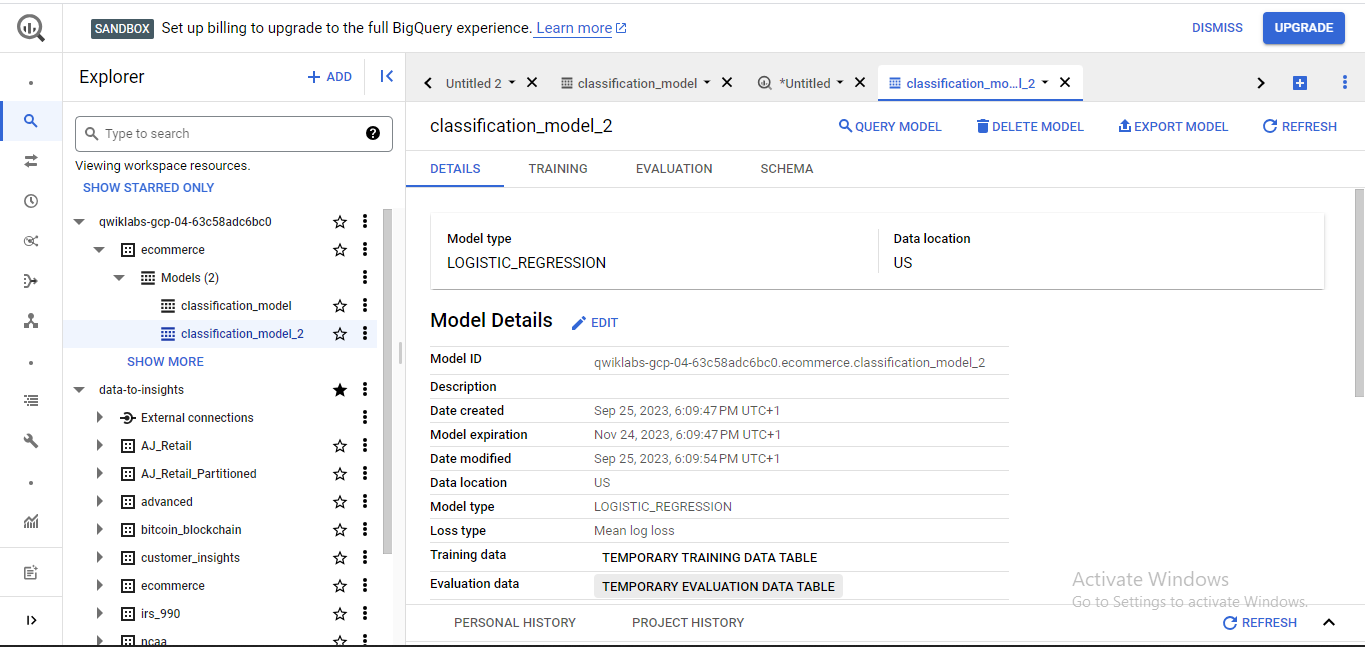 SANDBOX Set up billing to upgrade to the full BigQuery experience. Learn more
DISMISS
UPGRADE
Explorer
+ ADD
Type to search
Viewing workspace resources.
SHOW STARRED ONLY
qwiklabs-gcp-04-63c58adc6bc0
ecommerce
Models (2)
classification_model
classification_model_2
SHOW MORE
data-to-insights
External connections
AJ_Retail
AJ_Retail_Partitioned
advanced
bitcoin_blockchain
customer_insights
ecommerce
irs_990
ncaa
Untitled 2
classification_model
*Untitled
classification_mo...l_2
classification_model_2
QUERY MODEL
DELETE MODEL
EXPORT MODEL
REFRESH
DETAILS
TRAINING
EVALUATION
SCHEMA
Model type
LOGISTIC_REGRESSION
Data location
US
Model Details
EDIT
Model ID qwiklabs-gcp-04-63c58adc6bc0.ecommerce.classification_model_2
Description
Date created Sep 25, 2023, 6:09:47 PM UTC+1
Model expiration Nov 24, 2023, 6:09:47 PM UTC+1
Date modified Sep 25, 2023, 6:09:54 PM UTC+1
Data location US
Model type LOGISTIC_REGRESSION
Loss type Mean log loss
Training data TEMPORARY TRAINING DATA TABLE
Evaluation data TEMPORARY EVALUATION DATA TABLE
Activate Windows
Go to Settings to activate Windows.
PERSONAL HISTORY
PROJECT HISTORY
REFRESH